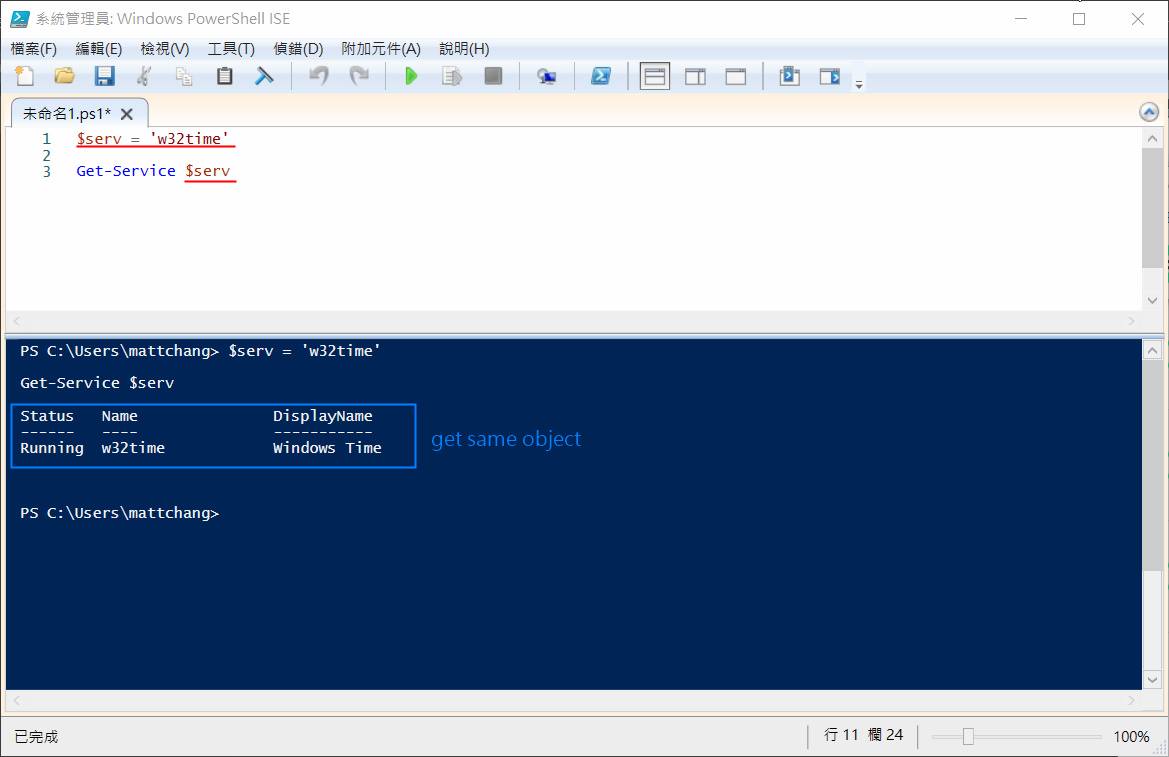 系統管理員: Windows PowerShell ISE
檔案(F) 編輯(E) 檢視(V) 工具(T) 偵錯(D) 附加元件(A) 說明(H)
未命名1.ps1*
1 $serv = 'w32time'
2
3 Get-Service $serv
PS C:\Users\mattchang> $serv = 'w32time'
Get-Service $serv
Status Name DisplayName
------ ---- -----------
Running w32time Windows Time
get same object
PS C:\Users\mattchang>
已完成 行 11 欄 24 100%